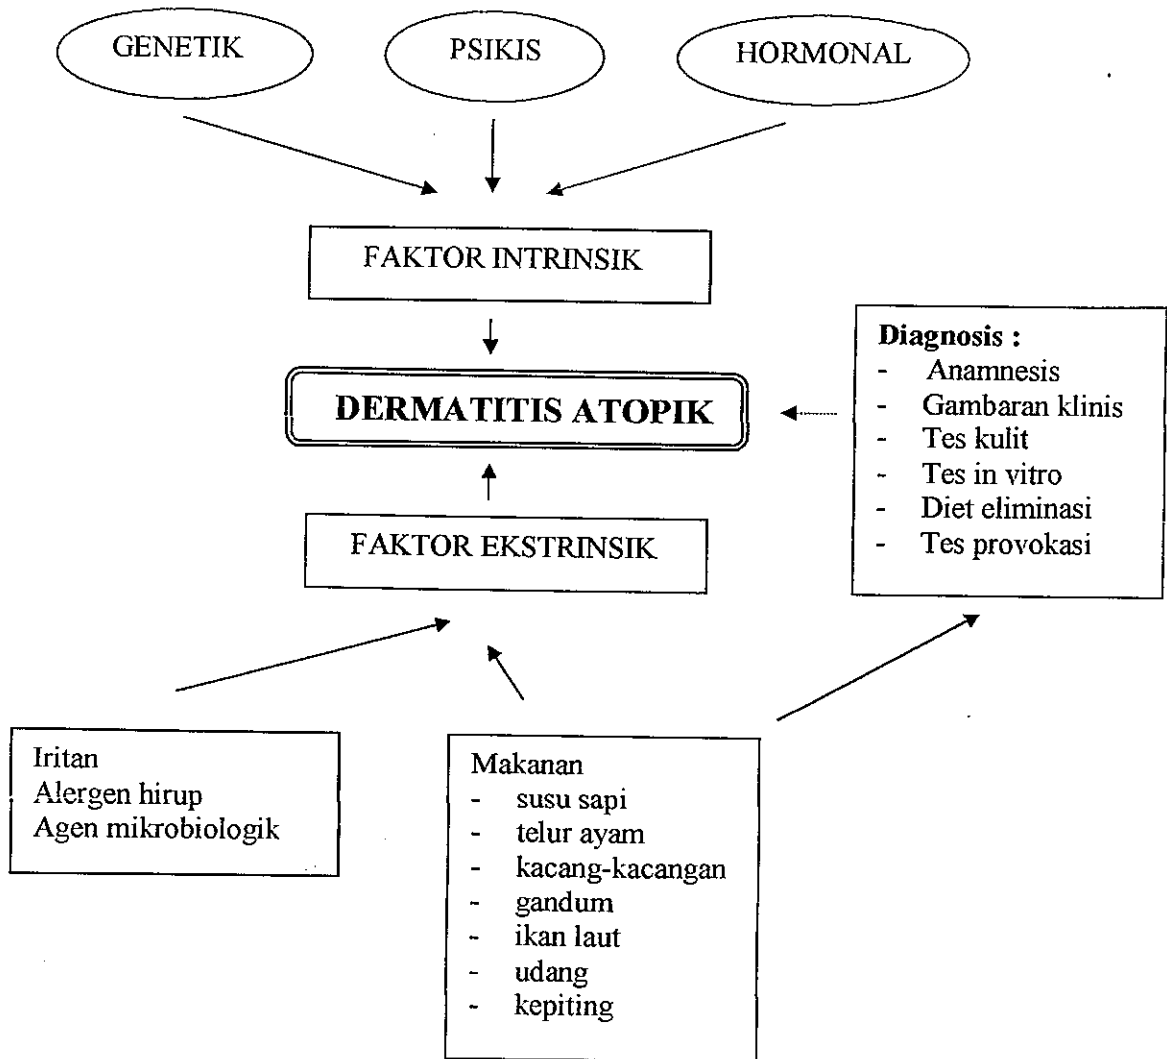 GENETIK
PSIKIS
HORMONAL
FAKTOR INTRINSIK
DERMATITIS ATOPIK
Diagnosis :
- Anamnesis
- Gambaran klinis
- Tes kulit
- Tes in vitro
- Diet eliminasi
- Tes provokasi
FAKTOR EKSTRINSIK
Iritan
Alergen hirup
Agen mikrobiologik
Makanan
- susu sapi
- telur ayam
- kacang-kacangan
- gandum
- ikan laut
- udang
- kepiting